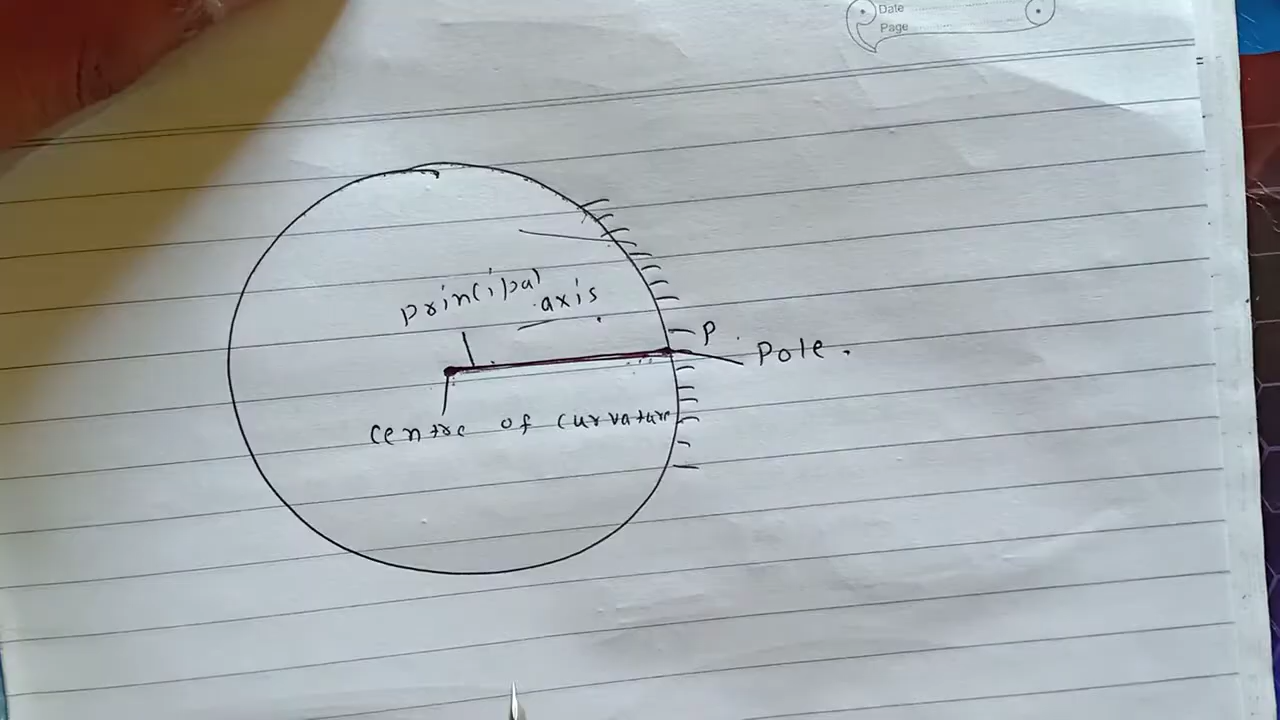 Date
Page
principal
axis
P
Pole.
centre of curvature